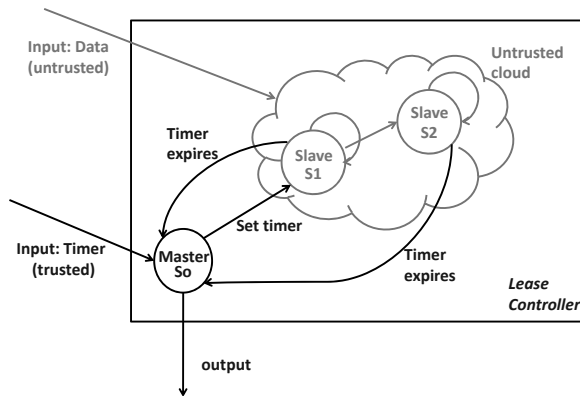 Input: Data
(untrusted)
Untrusted
cloud
Slave
S2
Timer
expires
Slave
S1
Set timer
Input: Timer
(trusted)
Master
So
Timer
expires
Lease
Controller
output